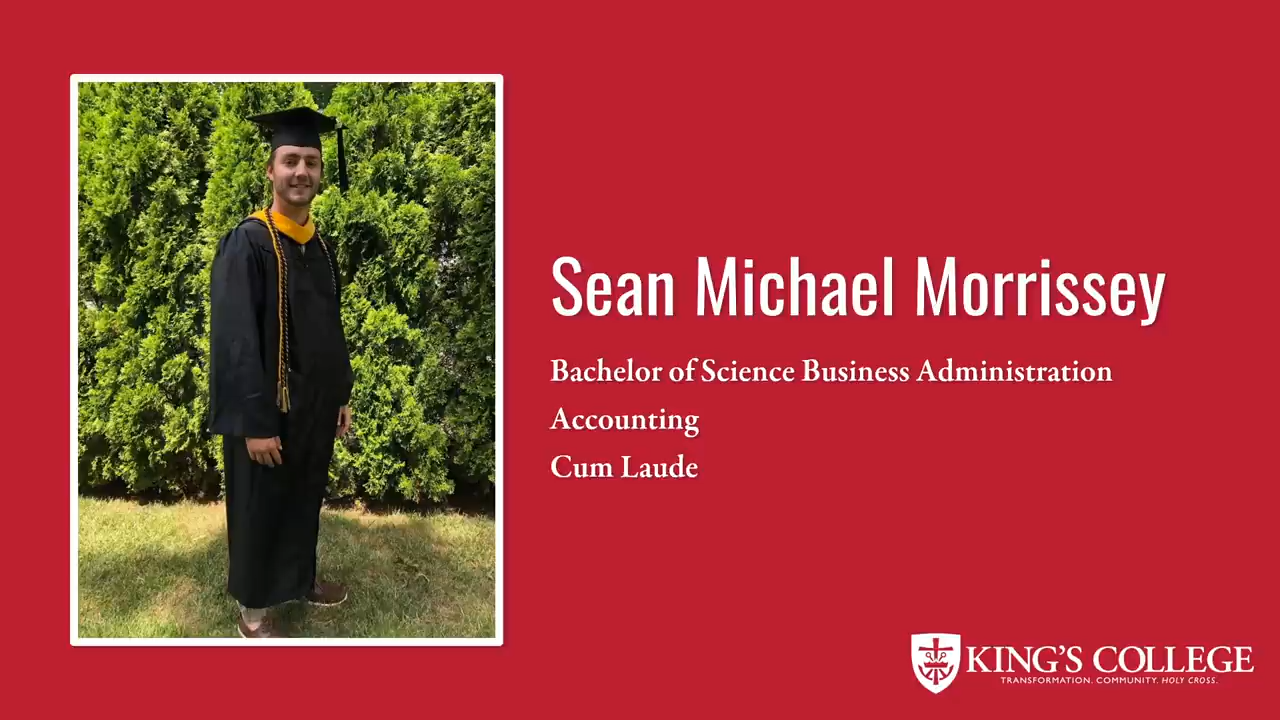 Sean Michael Morrissey
Bachelor of Science Business Administration
Accounting
Cum Laude
KING'S COLLEGE
TRANSFORMATION. COMMUNITY. HOLY CROSS.